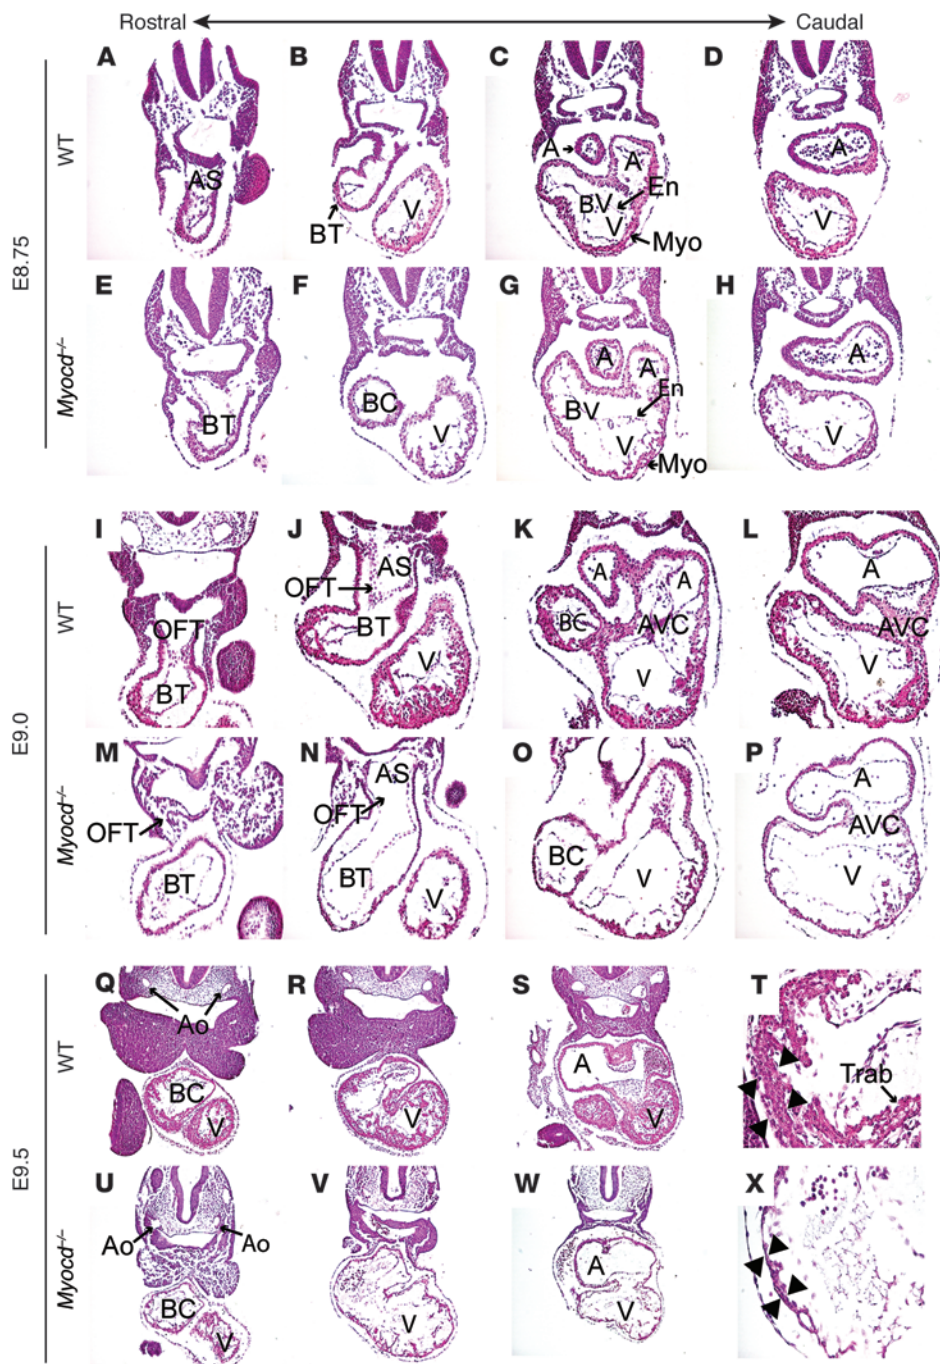 Rostral Caudal
A B C D
WT
AS
BT
V
A A
BV
En
V
Myo
A
V
E8.75
E F G H
Myocd–/–
BT
BC
V
A A
BV
En
V
Myo
A
V
I J K L
WT
OFT
BT
OFT
AS
BT
V
A A
BC
AVC
V
A
AVC
V
E9.0
M N O P
Myocd–/–
OFT
BT
AS
OFT
BT
V
BC
V
A
AVC
V
Q R S T
WT
Ao
BC
V
V
A
V
Trab
E9.5
U V W X
Myocd–/–
Ao Ao
BC
V
V
A
V